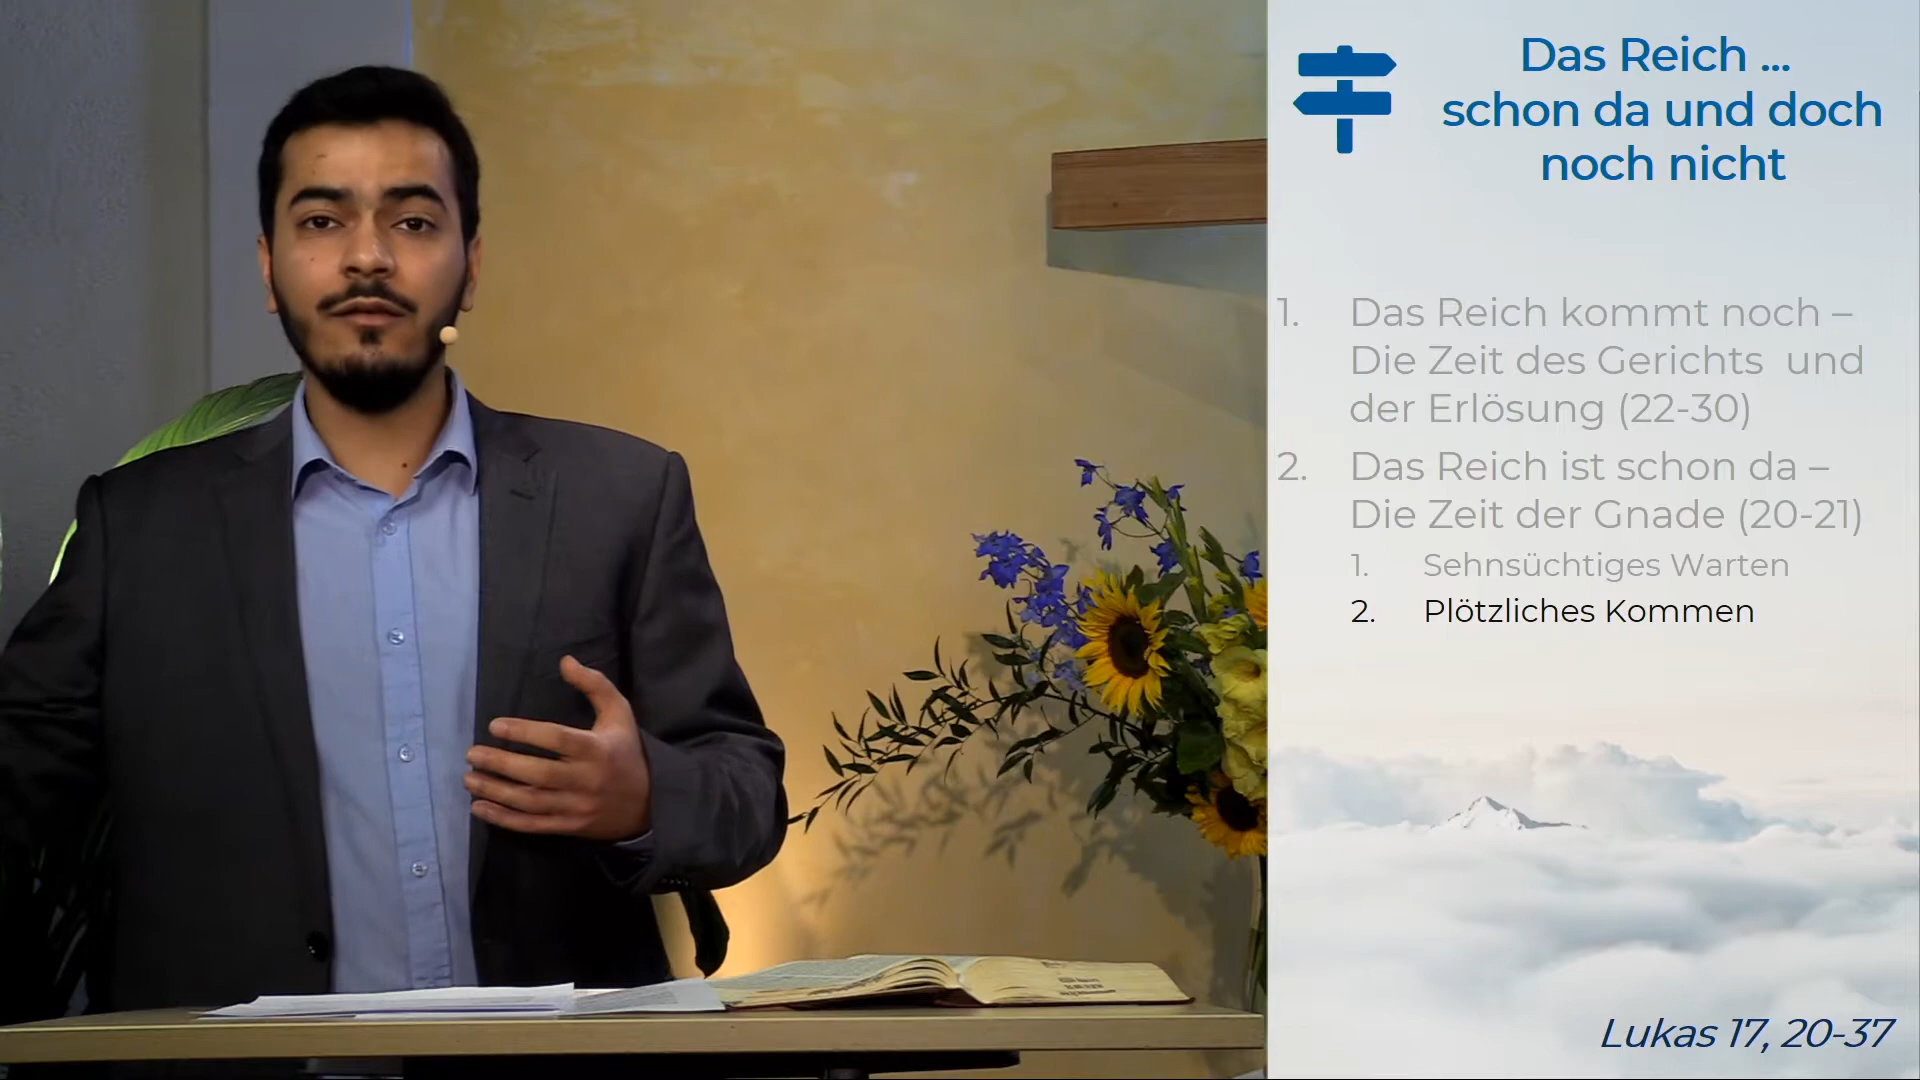 Das Reich ...
schon da und doch
noch nicht
1. Das Reich kommt noch –
Die Zeit des Gerichts und
der Erlösung (22-30)
2. Das Reich ist schon da –
Die Zeit der Gnade (20-21)
1. Sehnsüchtiges Warten
2. Plötzliches Kommen
Lukas 17, 20-37